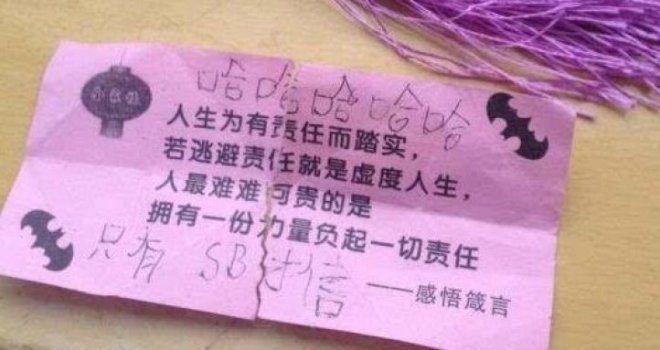 哈哈哈哈哈
人生为有责任而踏实，
若逃避责任就是虚度人生，
人最难难可贵的是
拥有一份力量负起一切责任
只有SB才信
——感悟箴言